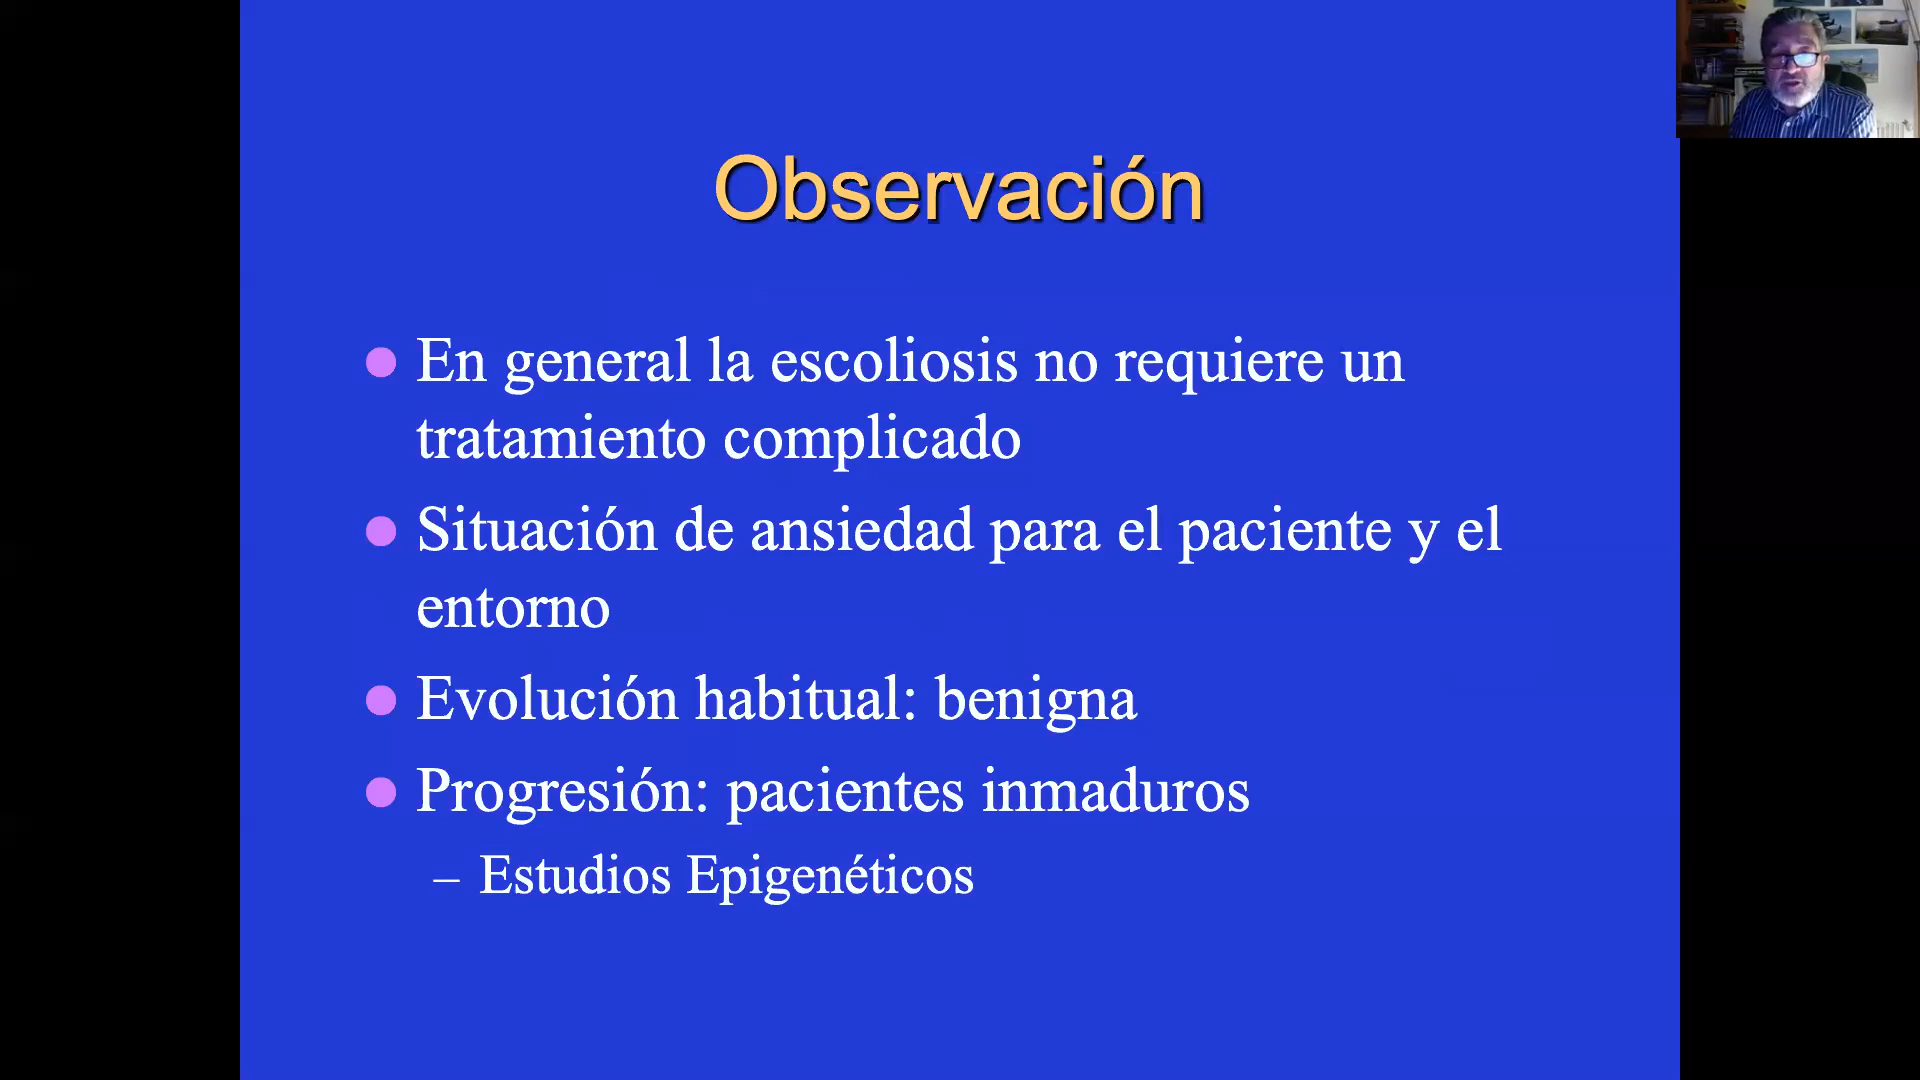 Observación
En general la escoliosis no requiere un
tratamiento complicado
Situación de ansiedad para el paciente y el
entorno
Evolución habitual: benigna
Progresión: pacientes inmaduros
– Estudios Epigenéticos